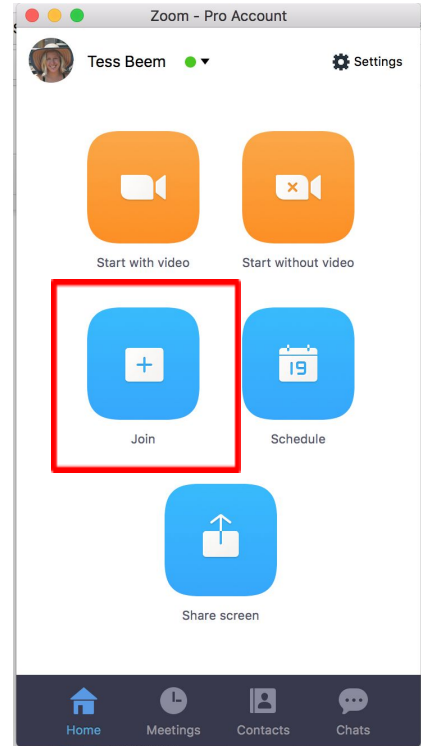 Zoom - Pro Account
Tess Beem
Settings
Start with video
Start without video
Join
19
Schedule
Share screen
Home
Meetings
Contacts
Chats